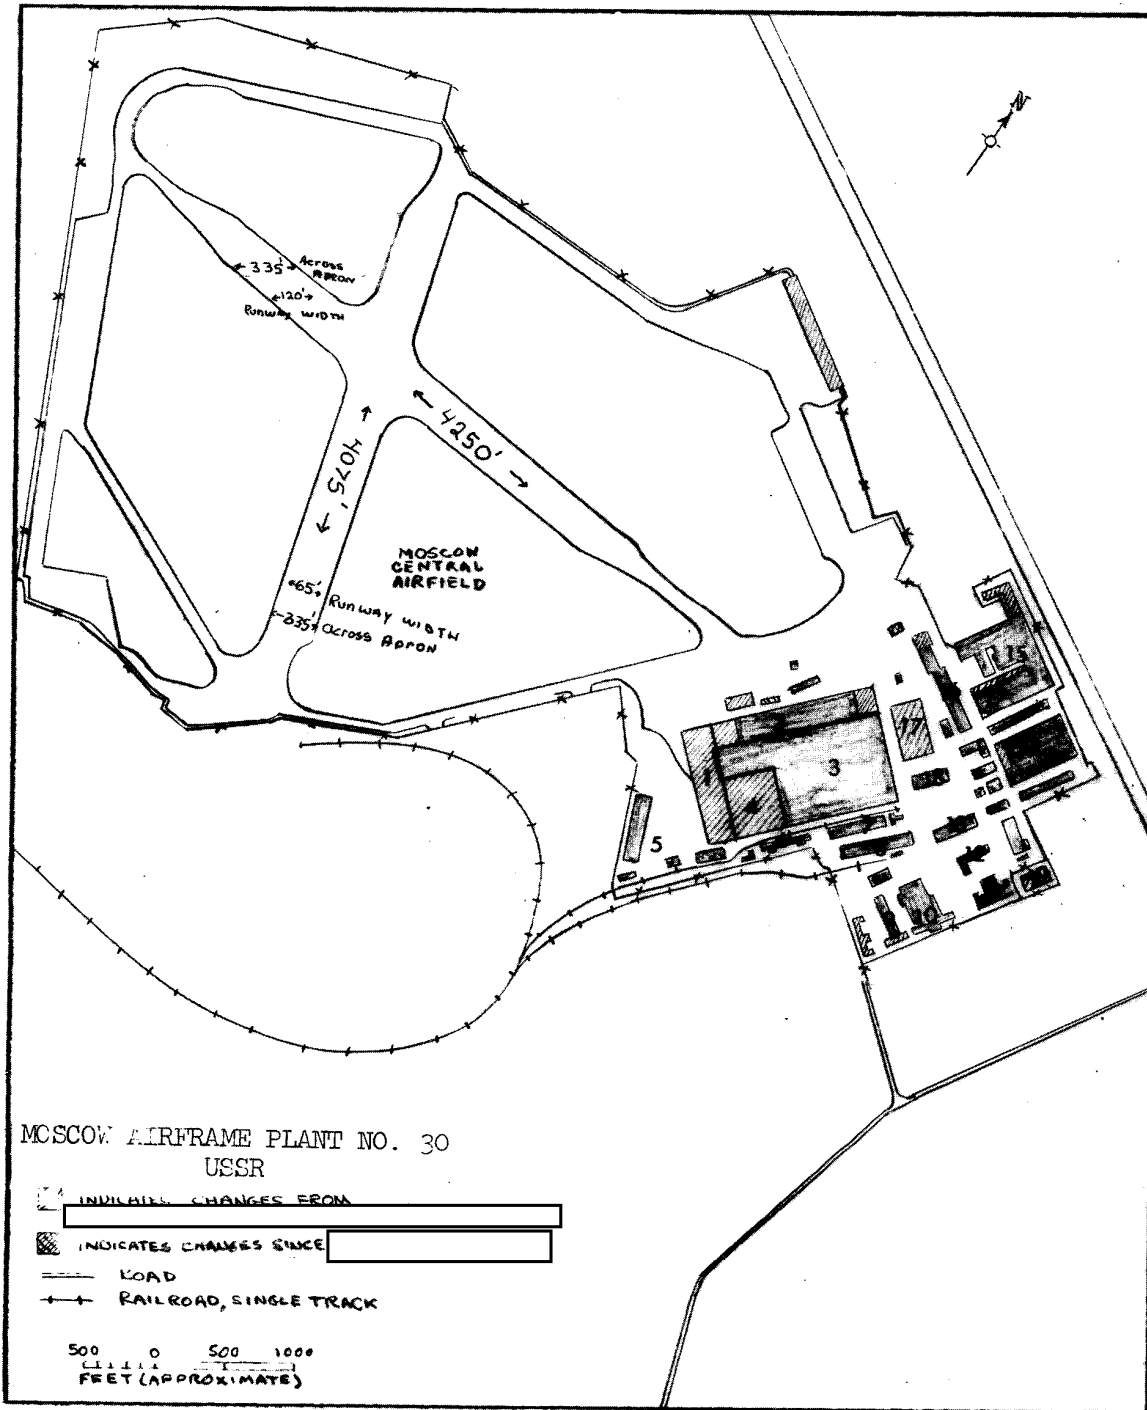 N
335' Across
APRON
120'
Runway WIDTH
4250'
4075'
MOSCOW
CENTRAL
AIRFIELD
65' Runway WIDTH
335' Across Apron
15
17
3
4
1
5
10
MOSCOW AIRFRAME PLANT NO. 30
USSR
INDICATES CHANGES FROM
INDICATES CHANGES SINCE
ROAD
RAILROAD, SINGLE TRACK
500 0 500 1000
FEET (APPROXIMATE)